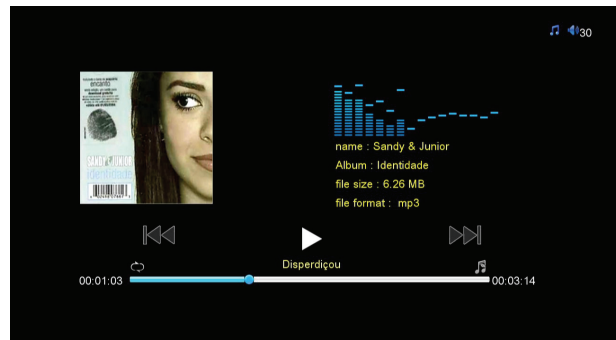 30
encanto
SANDY & JUNIOR
identidade
name : Sandy & Junior
Album : Identidade
file size : 6.26 MB
file format : mp3
Disperdiçou
00:01:03
00:03:14